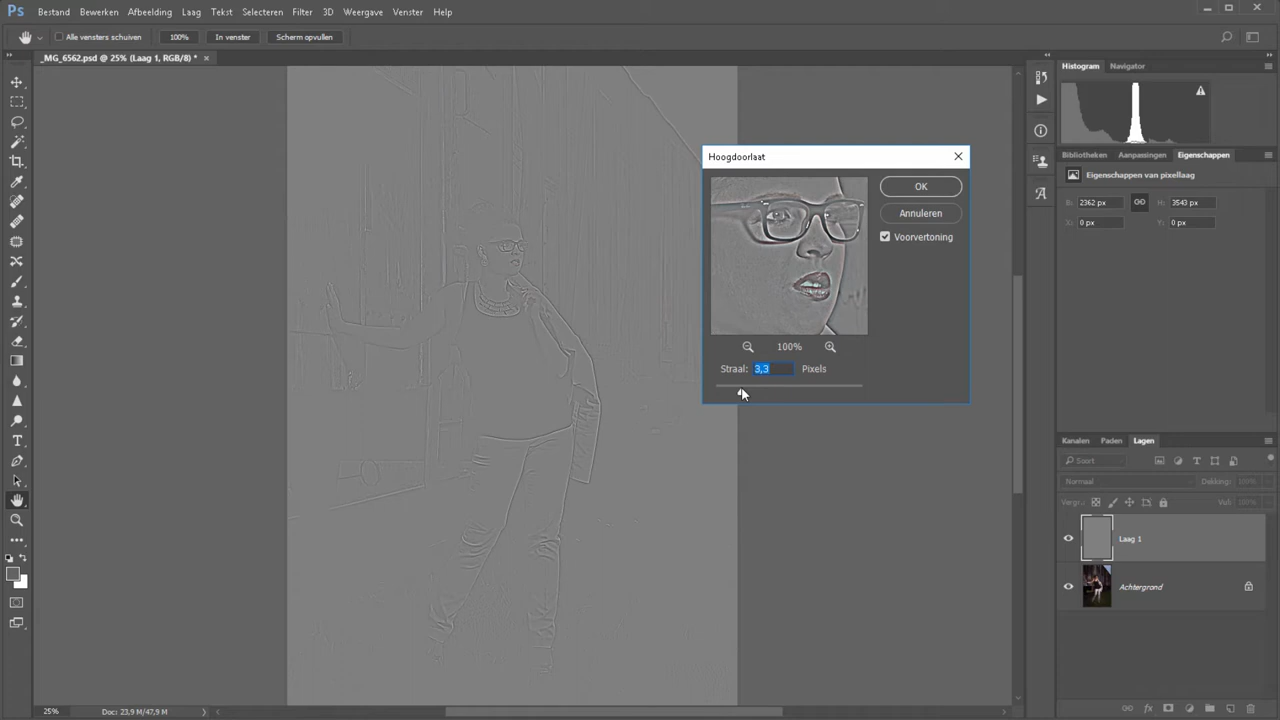 Ps Bestand Bewerken Afbeelding Laag Tekst Selecteren Filter 3D Weergave Venster Help
Alle vensters schuiven 100% In venster Scherm opvullen
_MG_6562.psd @ 25% (Laag 1, RGB/8) * ×
Histogram Navigator
Bibliotheken Aanpassingen Eigenschappen
Eigenschappen van pixellaag
B: 2362 px H: 3543 px
X: 0 px Y: 0 px
Hoogdoorlaat
OK
Annuleren
Voorvertoning
100%
Straal: 3,3 Pixels
Kanalen Paden Lagen
Soort
Normaal Dekking: 100%
Vergr.: Vul: 100%
Laag 1
Achtergrond
25% Doc: 23,9 M/47,9 M